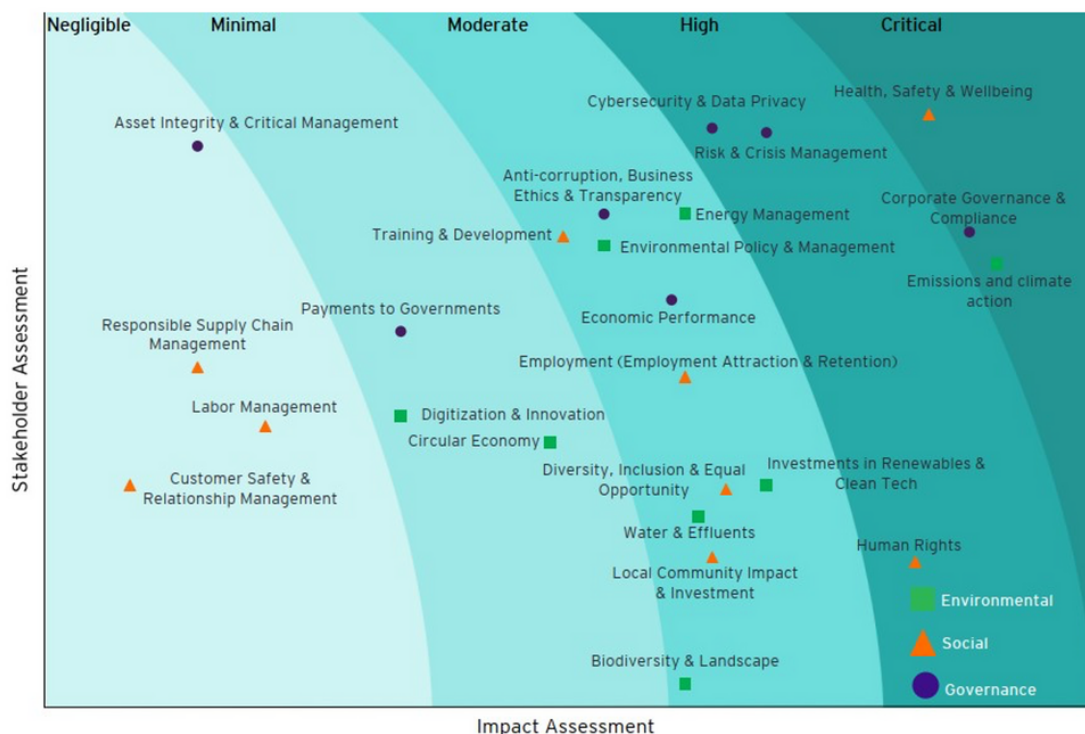 Negligible
Minimal
Moderate
High
Critical
Health, Safety & Wellbeing
Cybersecurity & Data Privacy
Asset Integrity & Critical Management
Risk & Crisis Management
Anti-corruption, Business
Ethics & Transparency
Corporate Governance &
Compliance
Energy Management
Training & Development
Environmental Policy & Management
Emissions and climate
action
Payments to Governments
Economic Performance
Responsible Supply Chain
Management
Employment (Employment Attraction & Retention)
Labor Management
Digitization & Innovation
Circular Economy
Customer Safety &
Relationship Management
Diversity, Inclusion & Equal
Opportunity
Investments in Renewables &
Clean Tech
Water & Effluents
Human Rights
Local Community Impact
& Investment
Biodiversity & Landscape
Environmental
Social
Governance
Stakeholder Assessment
Impact Assessment